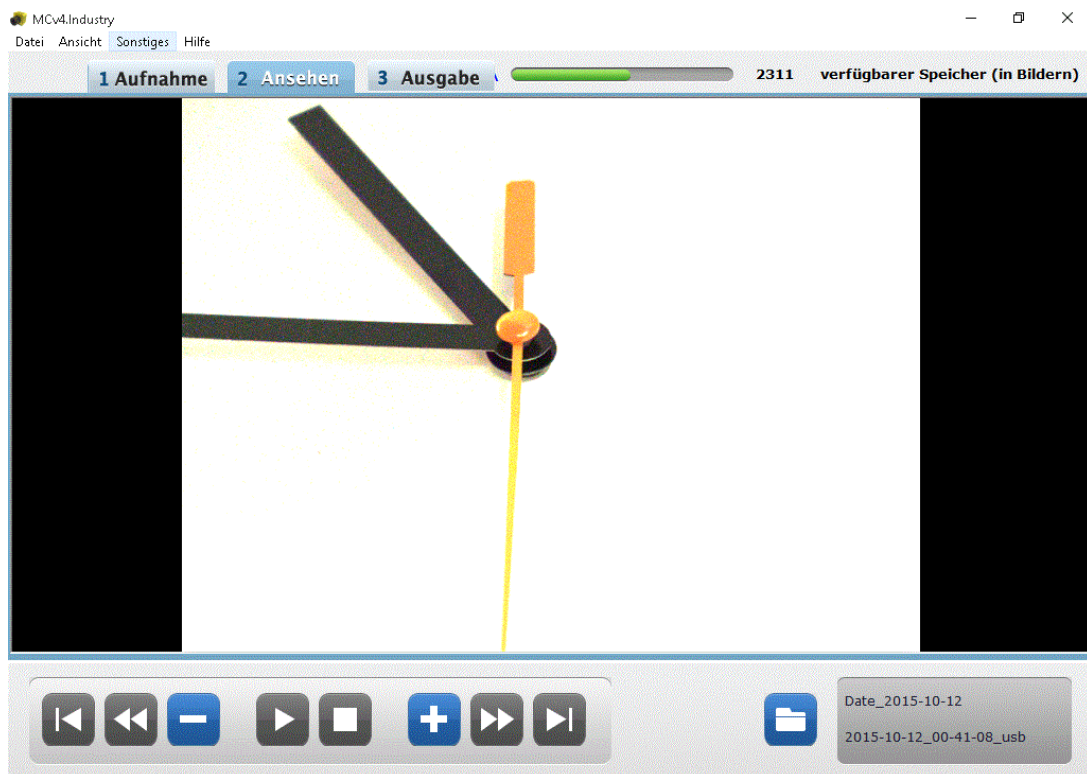 MCv4.Industry
Datei Ansicht Sonstiges Hilfe
1 Aufnahme 2 Ansehen 3 Ausgabe 2311 verfügbarer Speicher (in Bildern)
Date_2015-10-12
2015-10-12_00-41-08_usb